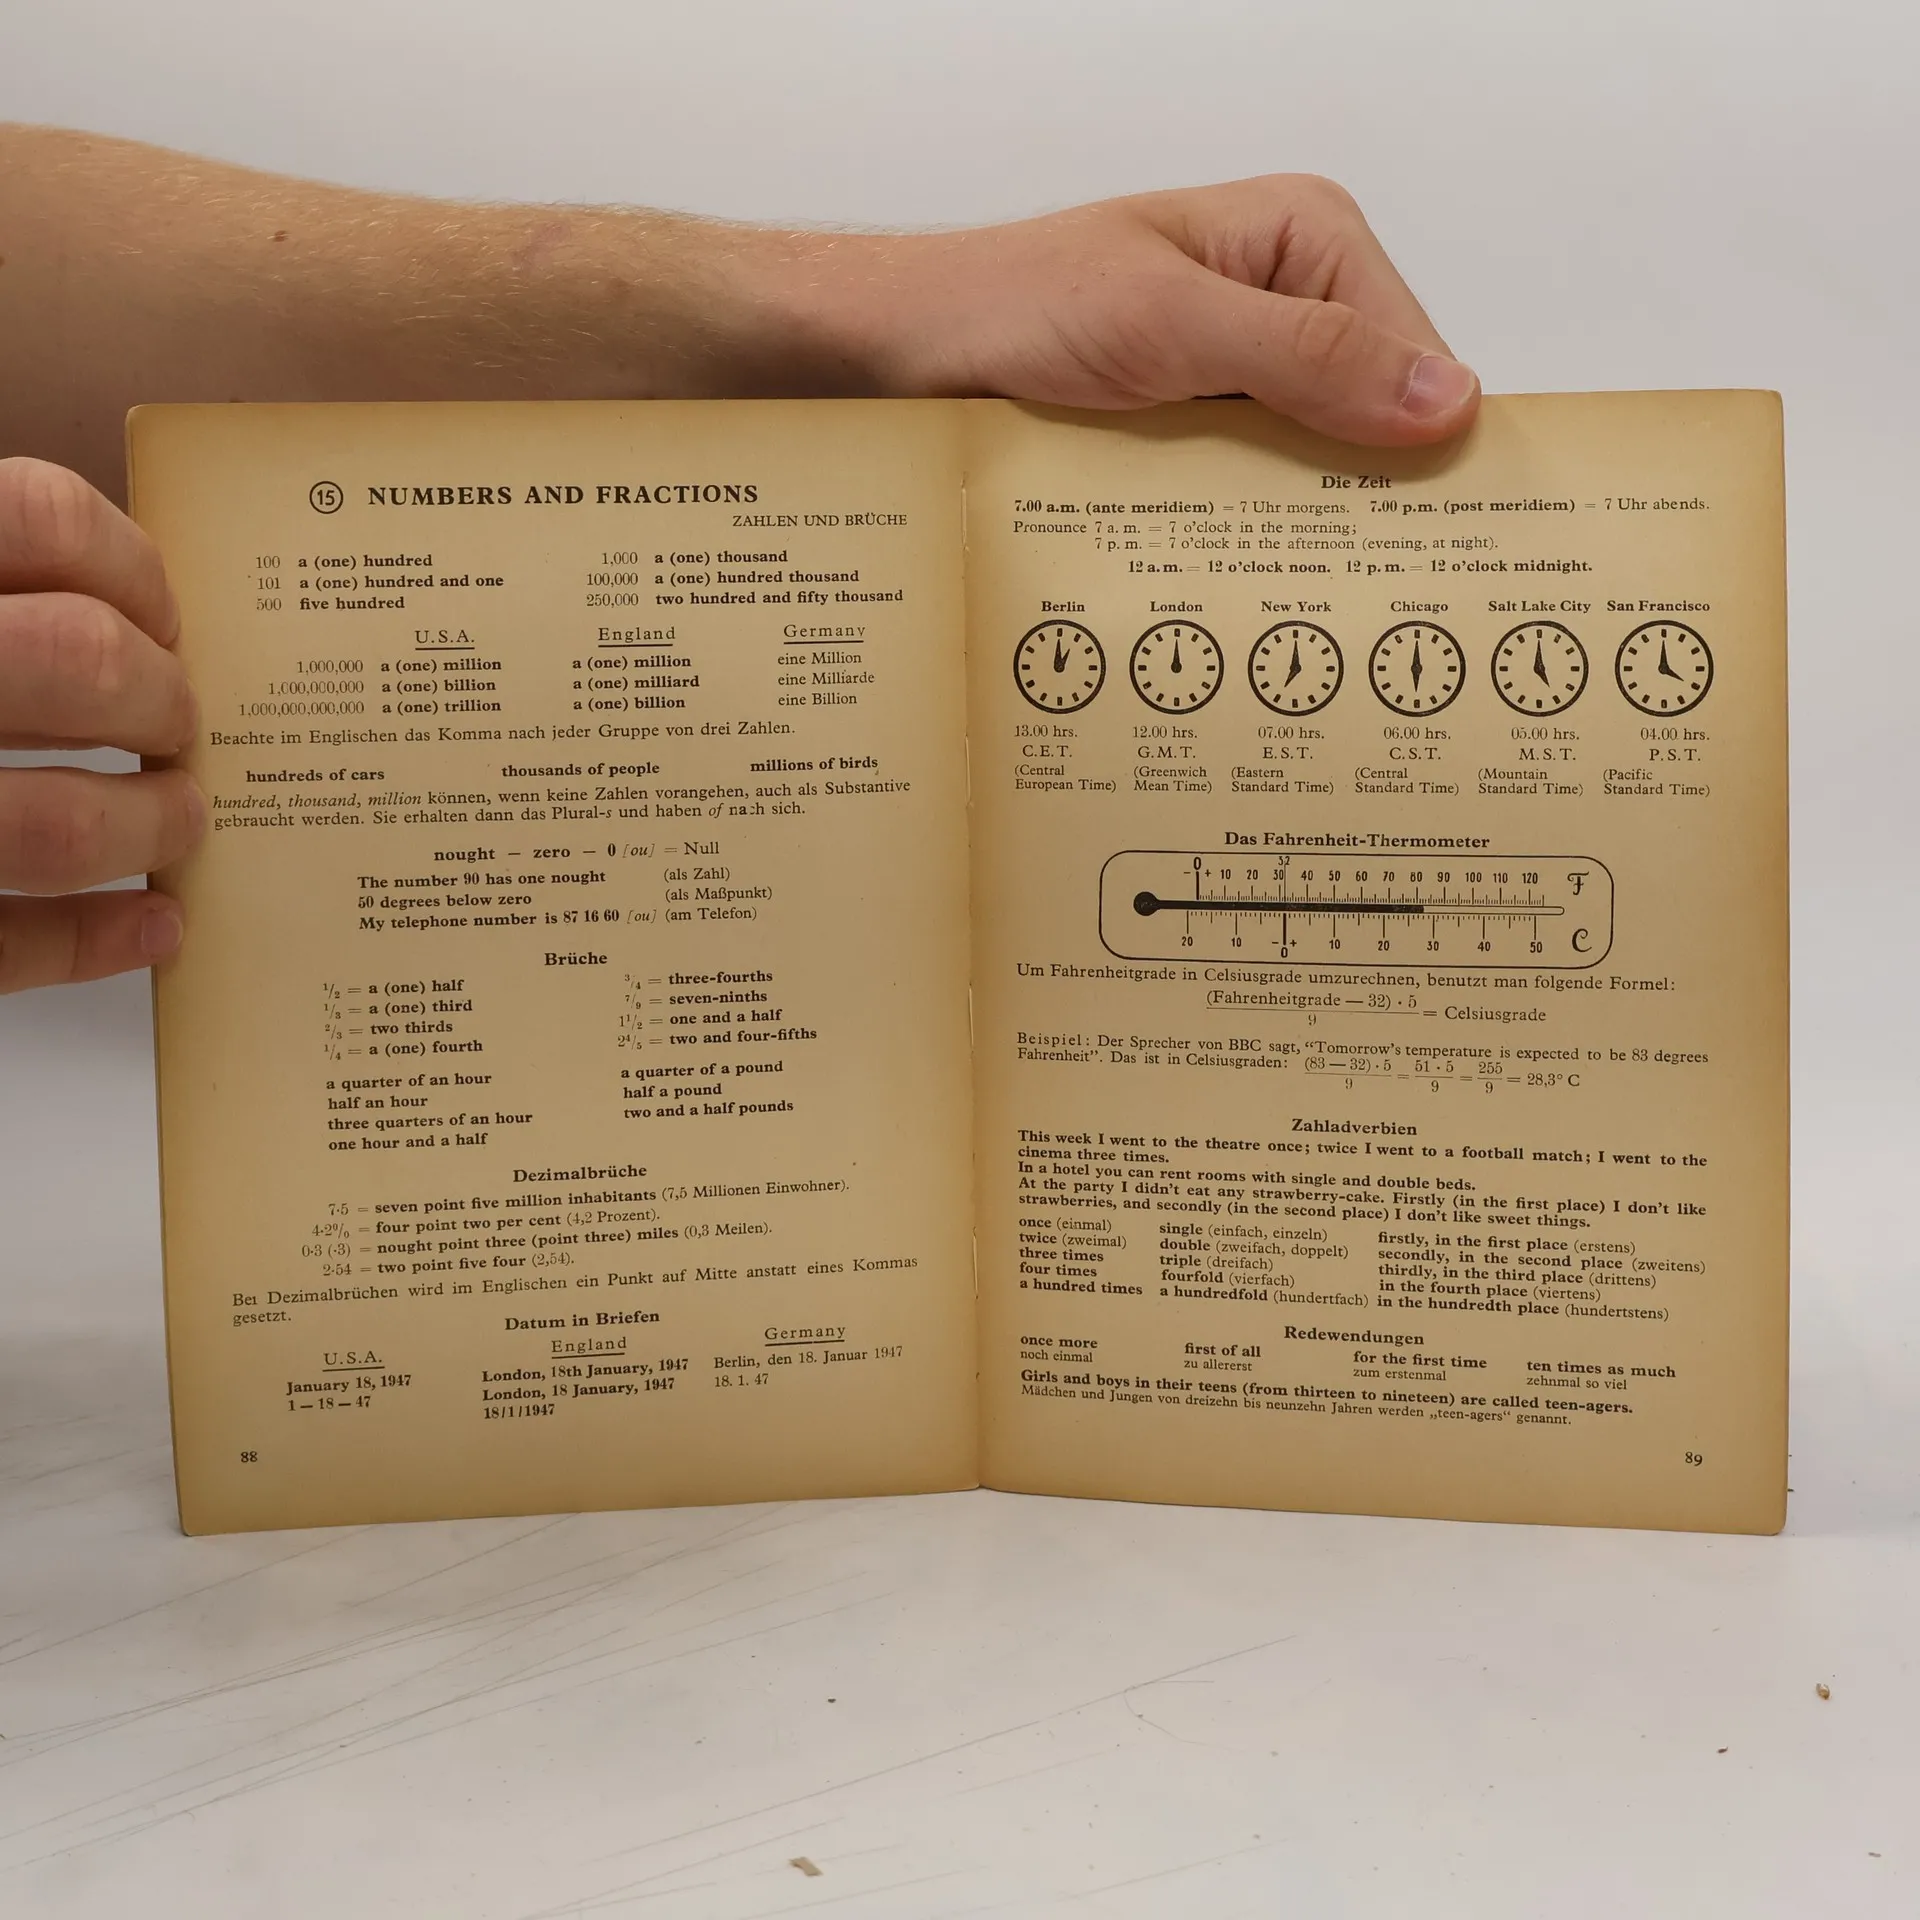 15 NUMBERS AND FRACTIONS
ZAHLEN UND BRÜCHE
100 a (one) hundred 1,000 a (one) thousand
101 a (one) hundred and one 100,000 a (one) hundred thousand
500 five hundred 250,000 two hundred and fifty thousand
U.S.A. England Germany
1,000,000 a (one) million a (one) million eine Million
1,000,000,000 a (one) billion a (one) milliard eine Milliarde
1,000,000,000,000 a (one) trillion a (one) billion eine Billion
Beachte im Englischen das Komma nach jeder Gruppe von drei Zahlen.
hundreds of cars thousands of people millions of birds
hundred, thousand, million können, wenn keine Zahlen vorangehen, auch als Substantive
gebraucht werden. Sie erhalten dann das Plural-s und haben of nach sich.
nought — zero — 0 [ou] = Null
The number 90 has one nought (als Zahl)
50 degrees below zero (als Maßpunkt)
My telephone number is 87 16 60 [ou] (am Telefon)
Brüche
1/2 = a (one) half 3/4 = three-fourths
1/3 = a (one) third 7/9 = seven-ninths
2/3 = two thirds 1 1/2 = one and a half
1/4 = a (one) fourth 2 4/5 = two and four-fifths
a quarter of an hour a quarter of a pound
half an hour half a pound
three quarters of an hour two and a half pounds
one hour and a half
Dezimalbrüche
7·5 = seven point five million inhabitants (7,5 Millionen Einwohner).
4·2% = four point two per cent (4,2 Prozent).
0·3 (·3) = nought point three (point three) miles (0,3 Meilen).
2·54 = two point five four (2,54).
Bei Dezimalbrüchen wird im Englischen ein Punkt auf Mitte anstatt eines Kommas
gesetzt.
Datum in Briefen
U.S.A. England Germany
January 18, 1947 London, 18th January, 1947 Berlin, den 18. Januar 1947
1 — 18 — 47 London, 18 January, 1947 18. 1. 47
18/1/1947
88
Die Zeit
7.00 a.m. (ante meridiem) = 7 Uhr morgens. 7.00 p.m. (post meridiem) = 7 Uhr abends.
Pronounce 7 a. m. = 7 o'clock in the morning;
7 p. m. = 7 o'clock in the afternoon (evening, at night).
12 a. m. = 12 o'clock noon. 12 p. m. = 12 o'clock midnight.
Berlin London New York Chicago Salt Lake City San Francisco
13.00 hrs. 12.00 hrs. 07.00 hrs. 06.00 hrs. 05.00 hrs. 04.00 hrs.
C.E.T. G.M.T. E.S.T. C.S.T. M.S.T. P.S.T.
(Central (Greenwich (Eastern (Central (Mountain (Pacific
European Time) Mean Time) Standard Time) Standard Time) Standard Time) Standard Time)
Das Fahrenheit-Thermometer
0 32
— + 10 20 30 40 50 60 70 80 90 100 110 120 F
20 10 — + 10 20 30 40 50 C
0
Um Fahrenheitgrade in Celsiusgrade umzurechnen, benutzt man folgende Formel:
(Fahrenheitgrade — 32) · 5
9 = Celsiusgrade
Beispiel: Der Sprecher von BBC sagt, “Tomorrow's temperature is expected to be 83 degrees
Fahrenheit”. Das ist in Celsiusgraden: (83 — 32) · 5 / 9 = 51 · 5 / 9 = 255 / 9 = 28,3° C
Zahladverbien
This week I went to the theatre once; twice I went to a football match; I went to the
cinema three times.
In a hotel you can rent rooms with single and double beds.
At the party I didn't eat any strawberry-cake. Firstly (in the first place) I don't like
strawberries, and secondly (in the second place) I don't like sweet things.
once (einmal) single (einfach, einzeln) firstly, in the first place (erstens)
twice (zweimal) double (zweifach, doppelt) secondly, in the second place (zweitens)
three times triple (dreifach) thirdly, in the third place (drittens)
four times fourfold (vierfach) in the fourth place (viertens)
a hundred times a hundredfold (hundertfach) in the hundredth place (hundertstens)
Redewendungen
once more first of all for the first time ten times as much
noch einmal zu allererst zum erstenmal zehnmal so viel
Girls and boys in their teens (from thirteen to nineteen) are called teen-agers.
Mädchen und Jungen von dreizehn bis neunzehn Jahren werden „teen-agers“ genannt.
89